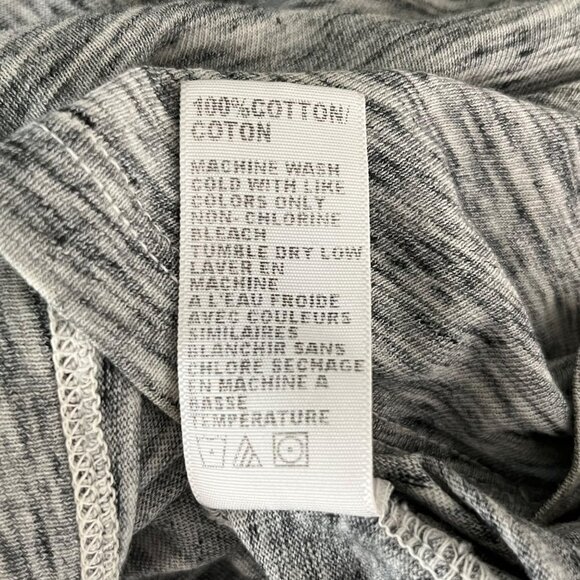 100%COTTON/
COTON
MACHINE WASH
COLD WITH LIKE
COLORS ONLY
NON- CHLORINE
BLEACH
TUMBLE DRY LOW
LAVER EN
MACHINE
A L'EAU FROIDE
AVEC COULEURS
SIMILAIRES
BLANCHIR SANS
CHLORE SECHAGE
EN MACHINE A
BASSE
TEMPERATURE